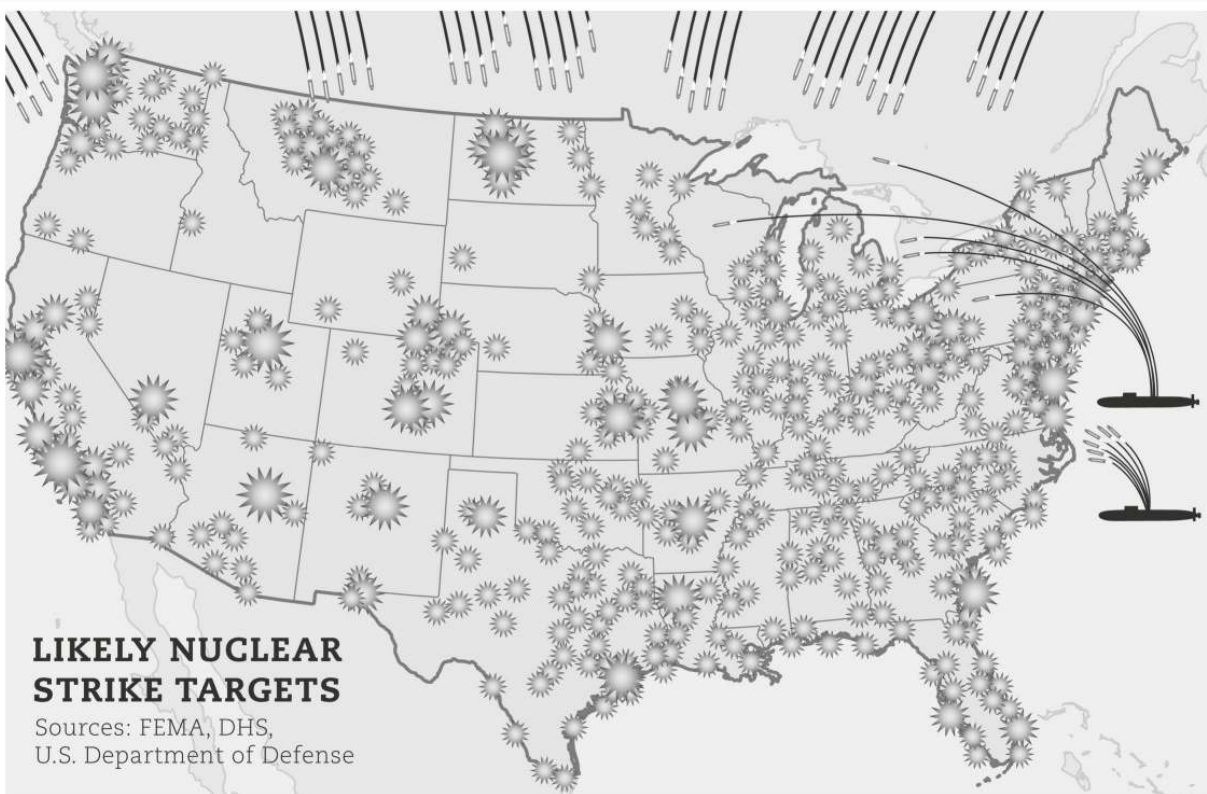 LIKELY NUCLEAR
STRIKE TARGETS
Sources: FEMA, DHS,
U.S. Department of Defense